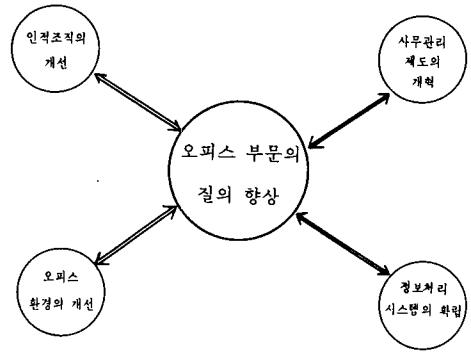 인적조직의
개선
사무관리
제도의
개혁
오피스 부문의
질의 향상
오피스
환경의 개선
정보처리
시스템의 확립